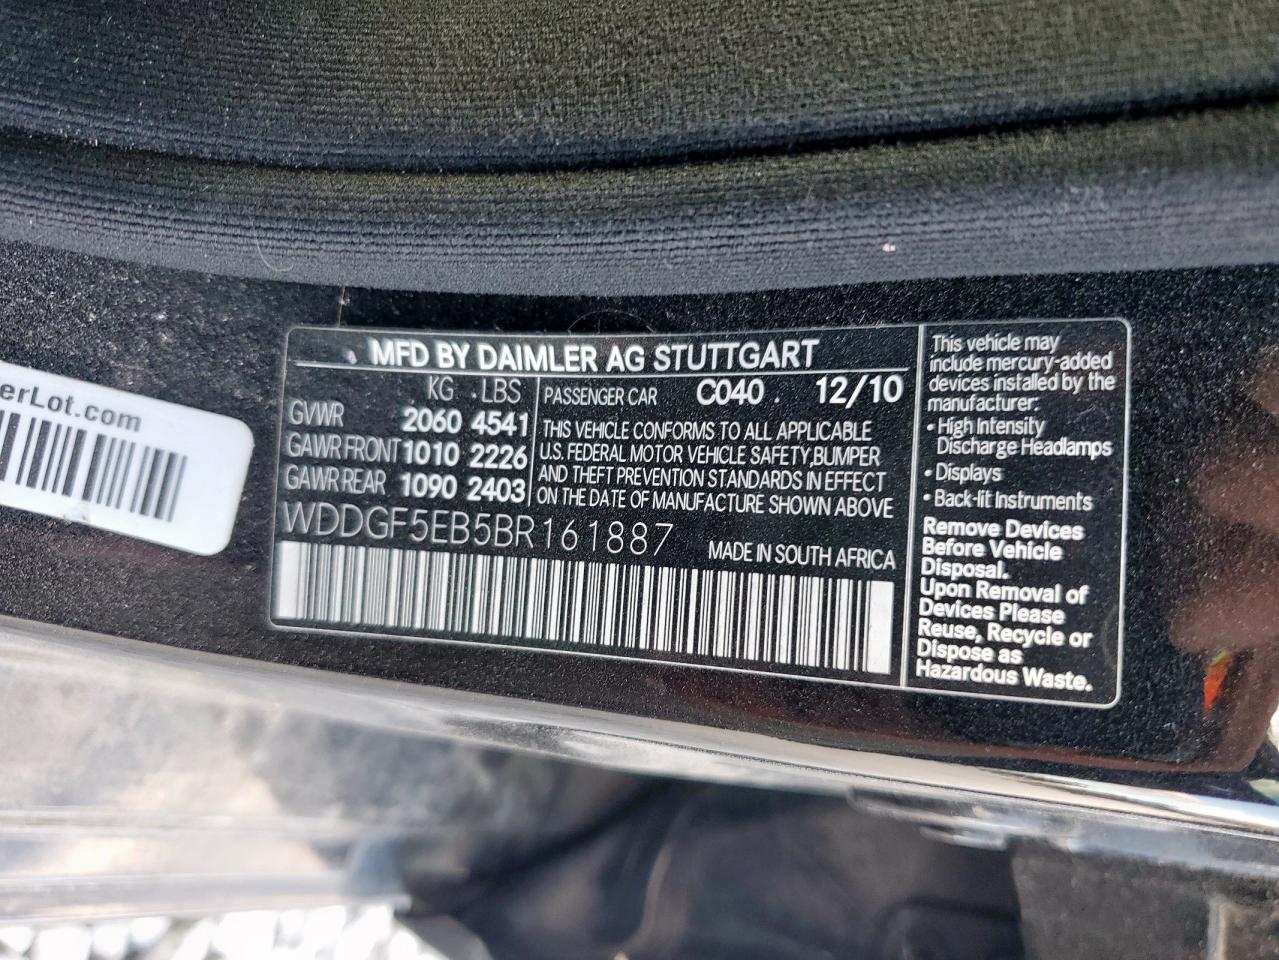 erLot.com
MFD BY DAIMLER AG STUTTGART
KG LBS
GVWR 2060 4541
GAWR FRONT 1010 2226
GAWR REAR 1090 2403
PASSENGER CAR C040 12/10
THIS VEHICLE CONFORMS TO ALL APPLICABLE
U.S. FEDERAL MOTOR VEHICLE SAFETY,BUMPER
AND THEFT PREVENTION STANDARDS IN EFFECT
ON THE DATE OF MANUFACTURE SHOWN ABOVE
WDDGF5EB5BR161887
MADE IN SOUTH AFRICA
This vehicle may
include mercury-added
devices installed by the
manufacturer:
• High Intensity
Discharge Headlamps
• Displays
• Back-lit Instruments
Remove Devices
Before Vehicle
Disposal.
Upon Removal of
Devices Please
Reuse, Recycle or
Dispose as
Hazardous Waste.